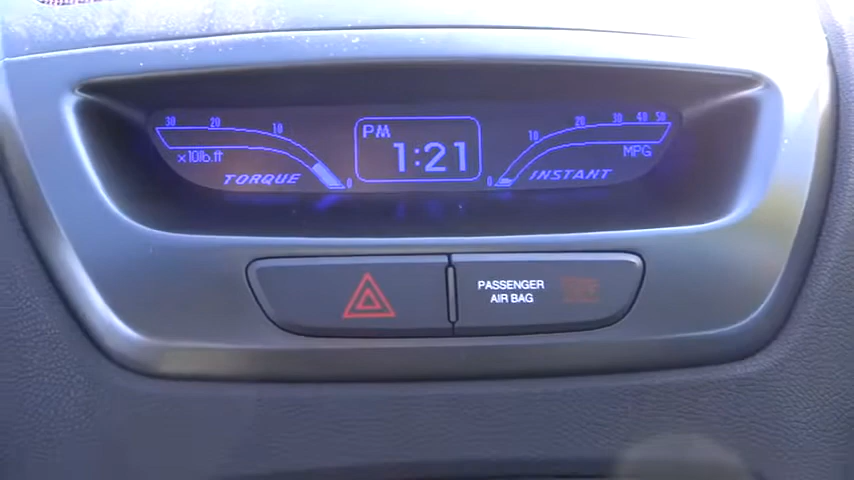 30 20 10 0
×10lb.ft
TORQUE
PM
1:21
0 10 20 30 40 50
MPG
INSTANT
PASSENGER
AIR BAG